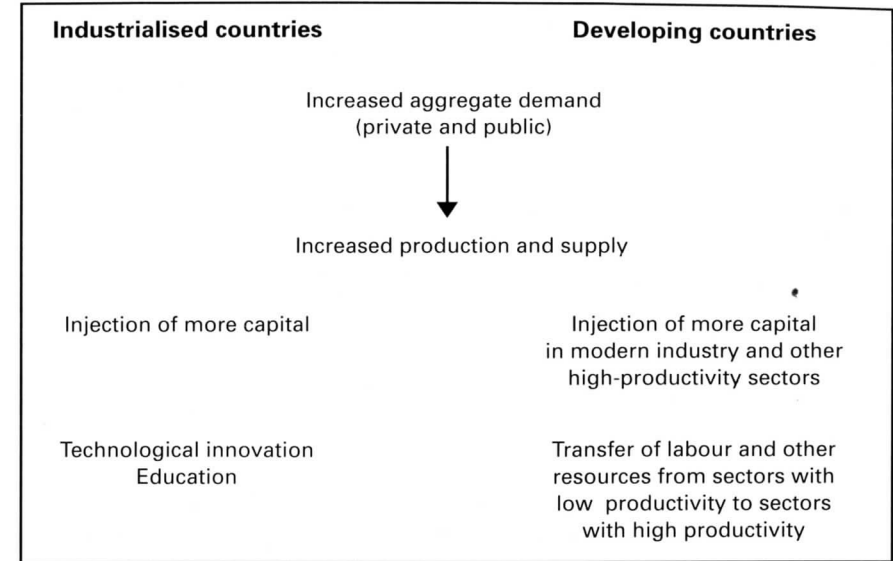 Industrialised countries
Developing countries
Increased aggregate demand
(private and public)
Increased production and supply
Injection of more capital
Injection of more capital
in modern industry and other
high-productivity sectors
Technological innovation
Education
Transfer of labour and other
resources from sectors with
low productivity to sectors
with high productivity